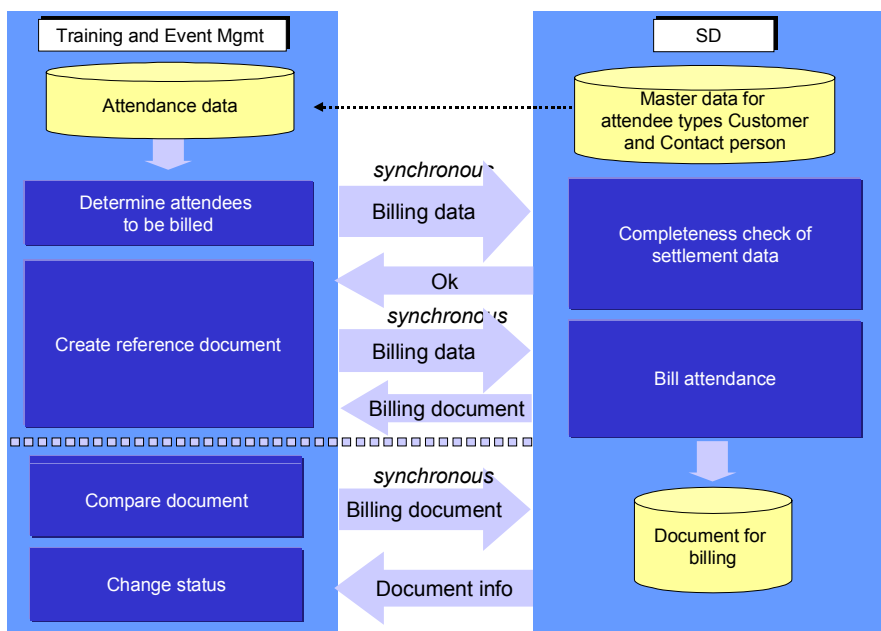 Training and Event Mgmt
SD
Attendance data
Master data for
attendee types Customer
and Contact person
synchronous
Determine attendees
to be billed
Billing data
Completeness check of
settlement data
Ok
synchronous
Create reference document
Billing data
Bill attendance
Billing document
synchronous
Compare document
Billing document
Document for
billing
Change status
Document info